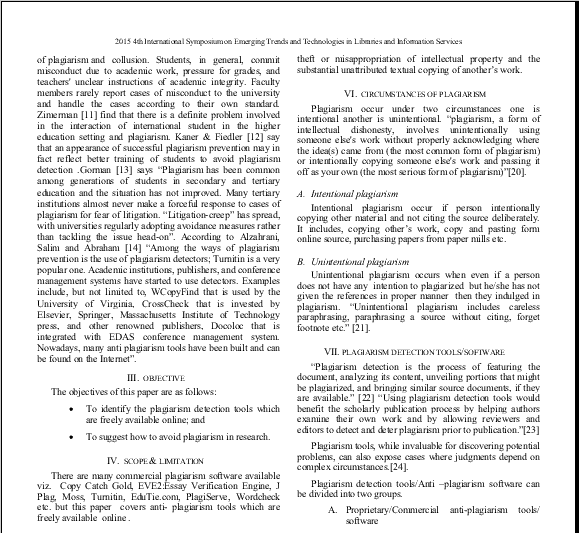 2015 4th International Symposium on Emerging Trends and Technologies in Libraries and Information Services
of plagiarism and collusion. Students, in general, commit
misconduct due to academic work, pressure for grades, and
teachers' unclear instructions of academic integrity. Faculty
members rarely report cases of misconduct to the university
and handle the cases according to their own standard.
Zimerman [11] find that there is a definite problem involved
in the interaction of international student in the higher
education setting and plagiarism. Kaner & Fiedler [12] say
that an appearance of successful plagiarism prevention may in
fact reflect better training of students to avoid plagiarism
detection .Gorman [13] says “Plagiarism has been common
among generations of students in secondary and tertiary
education and the situation has not improved. Many tertiary
institutions almost never make a forceful response to cases of
plagiarism for fear of litigation. “Litigation-creep” has spread,
with universities regularly adopting avoidance measures rather
than tackling the issue head-on”. According to Alzahrani,
Salim and Abraham [14] “Among the ways of plagiarism
prevention is the use of plagiarism detectors; Turnitin is a very
popular one. Academic institutions, publishers, and conference
management systems have started to use detectors. Examples
include, but not limited to, WCopyFind that is used by the
University of Virginia, CrossCheck that is invested by
Elsevier, Springer, Massachusetts Institute of Technology
press, and other renowned publishers, Docoloc that is
integrated with EDAS conference management system.
Nowadays, many anti plagiarism tools have been built and can
be found on the Internet”.
III. OBJECTIVE
The objectives of this paper are as follows:
• To identify the plagiarism detection tools which
are freely available online; and
• To suggest how to avoid plagiarism in research.
IV. SCOPE & LIMITATION
There are many commercial plagiarism software available
viz. Copy Catch Gold, EVE2:Essay Verification Engine, J
Plag, Moss, Turnitin, EduTie.com, PlagiServe, Wordcheck
etc. but this paper covers anti- plagiarism tools which are
freely available online .
theft or misappropriation of intellectual property and the
substantial unattributed textual copying of another’s work.
VI. CIRCUMSTANCES OF PLAGIARISM
Plagiarism occur under two circumstances one is
intentional another is unintentional. “plagiarism, a form of
intellectual dishonesty, involves unintentionally using
someone else's work without properly acknowledging where
the idea(s) came from (the most common form of plagiarism)
or intentionally copying someone else's work and passing it
off as your own (the most serious form of plagiarism)”[20].
A. Intentional plagiarism
Intentional plagiarism occur if person intentionally
copying other material and not citing the source deliberately.
It includes, copying other’s work, copy and pasting form
online source, purchasing papers from paper mills etc.
B. Unintentional plagiarism
Unintentional plagiarism occurs when even if a person
does not have any intention to plagiarized but he/she has not
given the references in proper manner then they indulged in
plagiarism. “Unintentional plagiarism includes careless
paraphrasing, paraphrasing a source without citing, forget
footnote etc.” [21].
VII. PLAGIARISM DETECTION TOOLS/SOFTWARE
“Plagiarism detection is the process of featuring the
document, analyzing its content, unveiling portions that might
be plagiarized, and bringing similar source documents, if they
are available.” [22] “Using plagiarism detection tools would
benefit the scholarly publication process by helping authors
examine their own work and by allowing reviewers and
editors to detect and deter plagiarism prior to publication.”[23]
Plagiarism tools, while invaluable for discovering potential
problems, can also expose cases where judgments depend on
complex circumstances.[24].
Plagiarism detection tools/Anti –plagiarism software can
be divided into two groups.
A. Proprietary/Commercial anti-plagiarism tools/
software